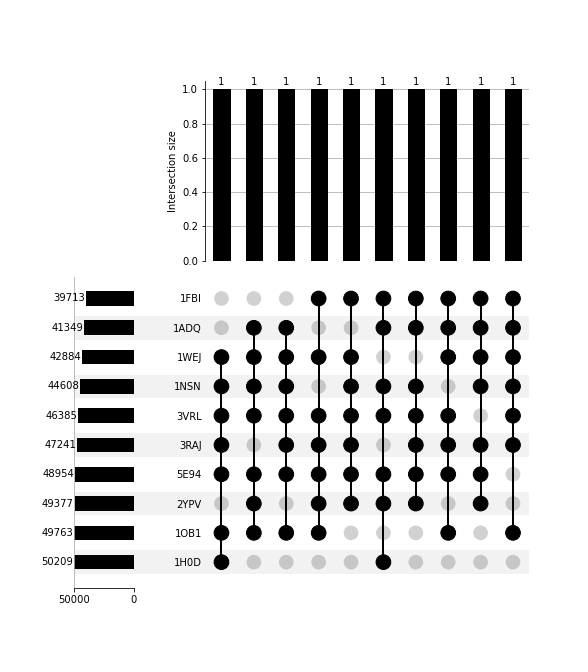 1 1 1 1 1 1 1 1 1 1
1.0
0.8
0.6
0.4
0.2
0.0
Intersection size
39713 1FBI
41349 1ADQ
42884 1WEJ
44608 1NSN
46385 3VRL
47241 3RAJ
48954 5E94
49377 2YPV
49763 1OB1
50209 1H0D
50000 0